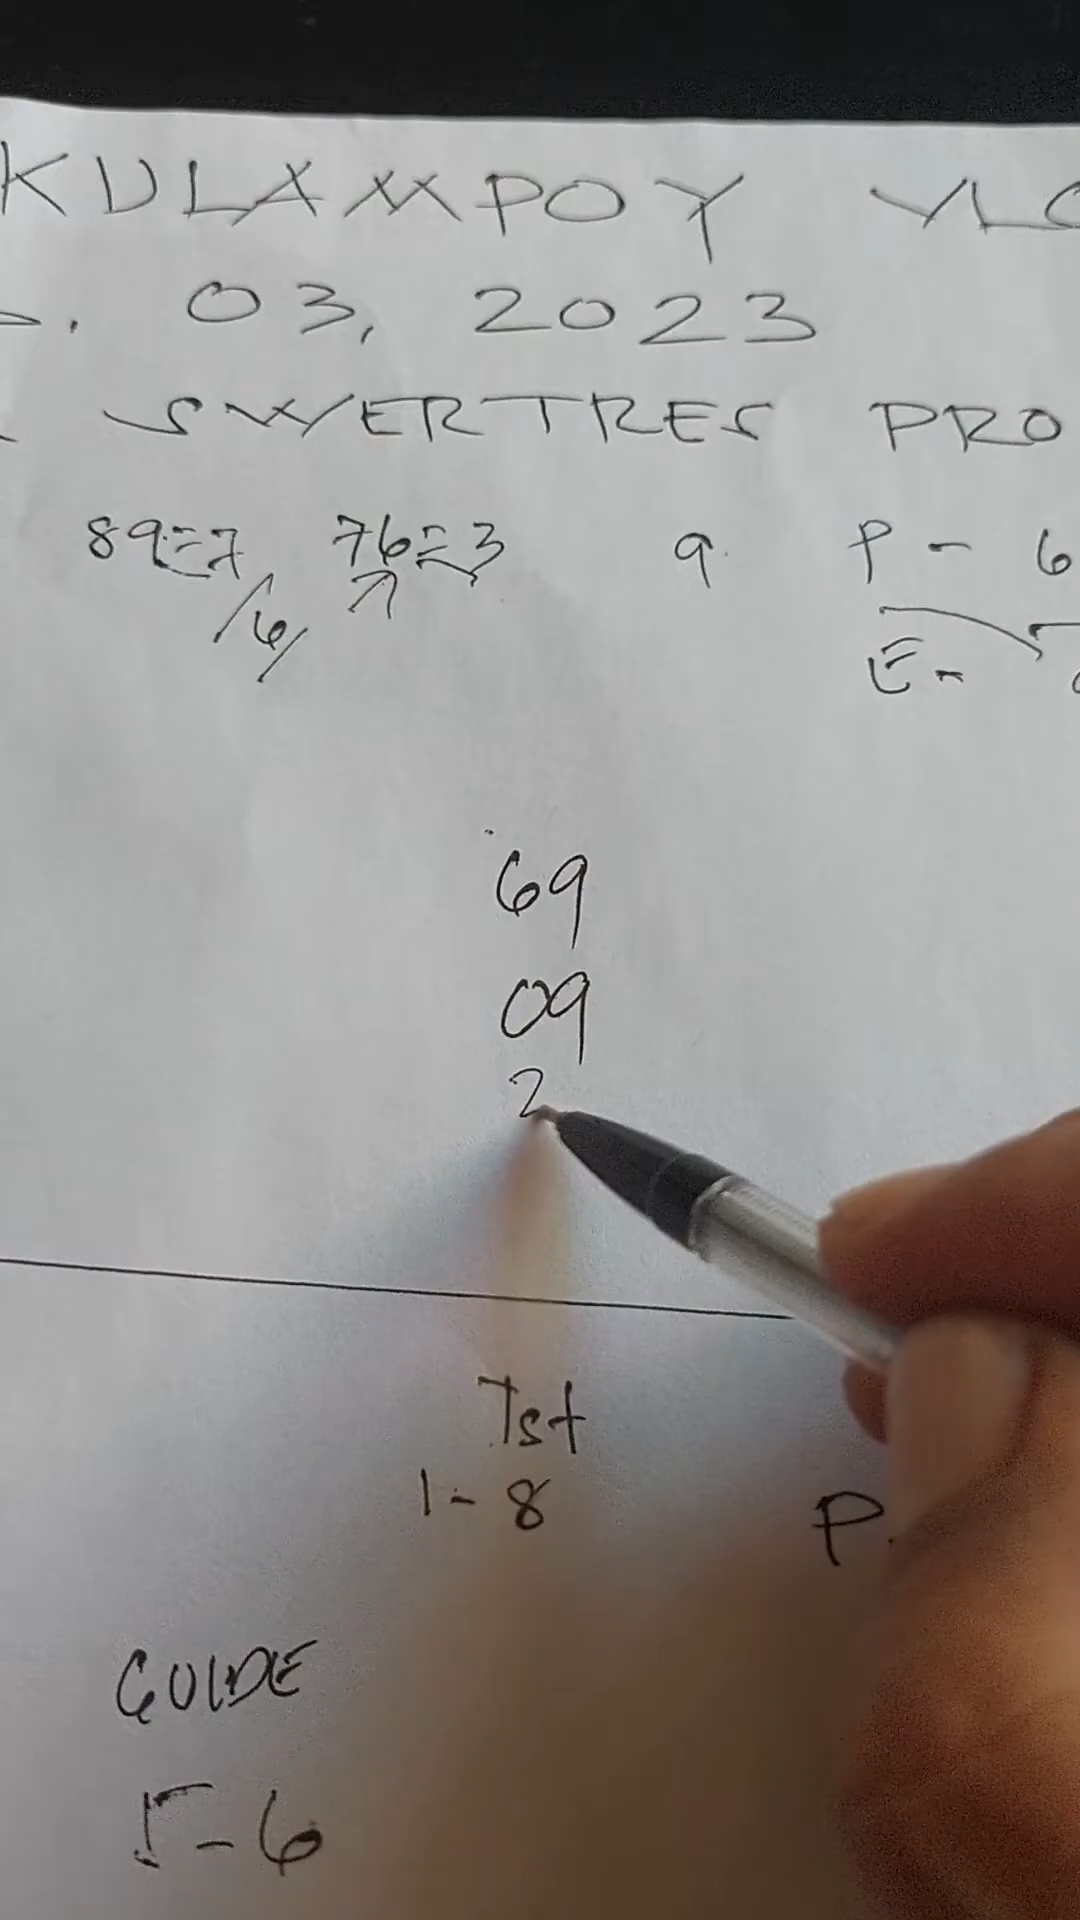 KULAMPOY VLO
. 03, 2023
SWERTRES PRO
89=7 76=3 9 P - 6
/6/
E-
69
09
2
1st
1-8
P.
GUIDE
5-6